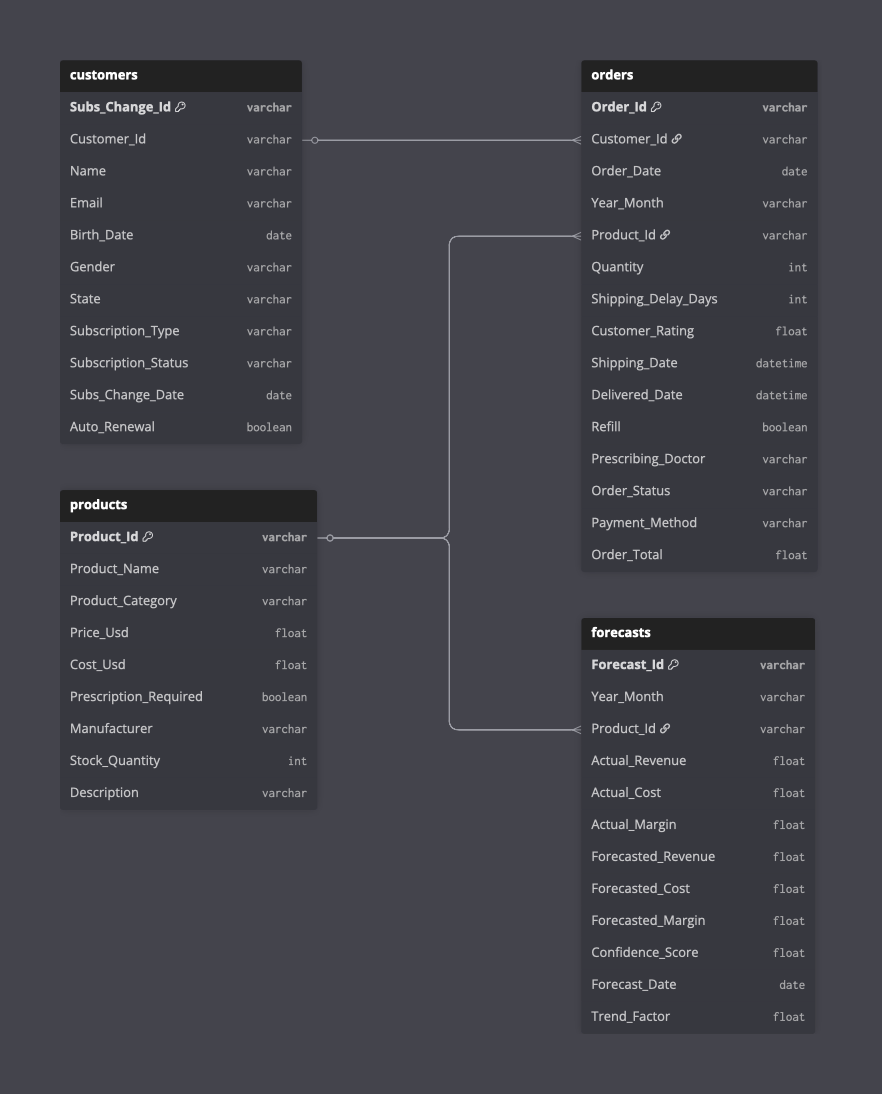 customers
Subs_Change_Id varchar
Customer_Id varchar
Name varchar
Email varchar
Birth_Date date
Gender varchar
State varchar
Subscription_Type varchar
Subscription_Status varchar
Subs_Change_Date date
Auto_Renewal boolean
products
Product_Id varchar
Product_Name varchar
Product_Category varchar
Price_Usd float
Cost_Usd float
Prescription_Required boolean
Manufacturer varchar
Stock_Quantity int
Description varchar
orders
Order_Id varchar
Customer_Id varchar
Order_Date date
Year_Month varchar
Product_Id varchar
Quantity int
Shipping_Delay_Days int
Customer_Rating float
Shipping_Date datetime
Delivered_Date datetime
Refill boolean
Prescribing_Doctor varchar
Order_Status varchar
Payment_Method varchar
Order_Total float
forecasts
Forecast_Id varchar
Year_Month varchar
Product_Id varchar
Actual_Revenue float
Actual_Cost float
Actual_Margin float
Forecasted_Revenue float
Forecasted_Cost float
Forecasted_Margin float
Confidence_Score float
Forecast_Date date
Trend_Factor float